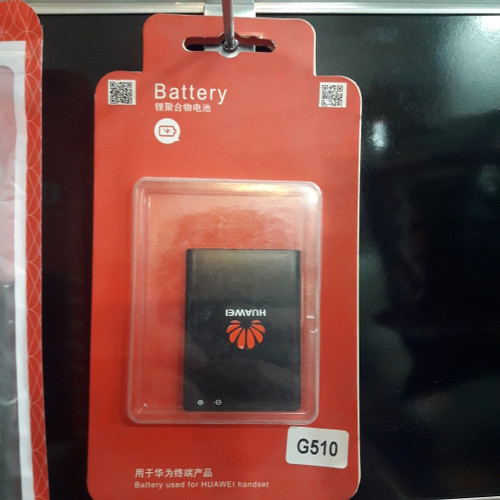 Battery
锂聚合物电池
HUAWEI
G510
用于华为终端产品
Battery used for HUAWEI handset